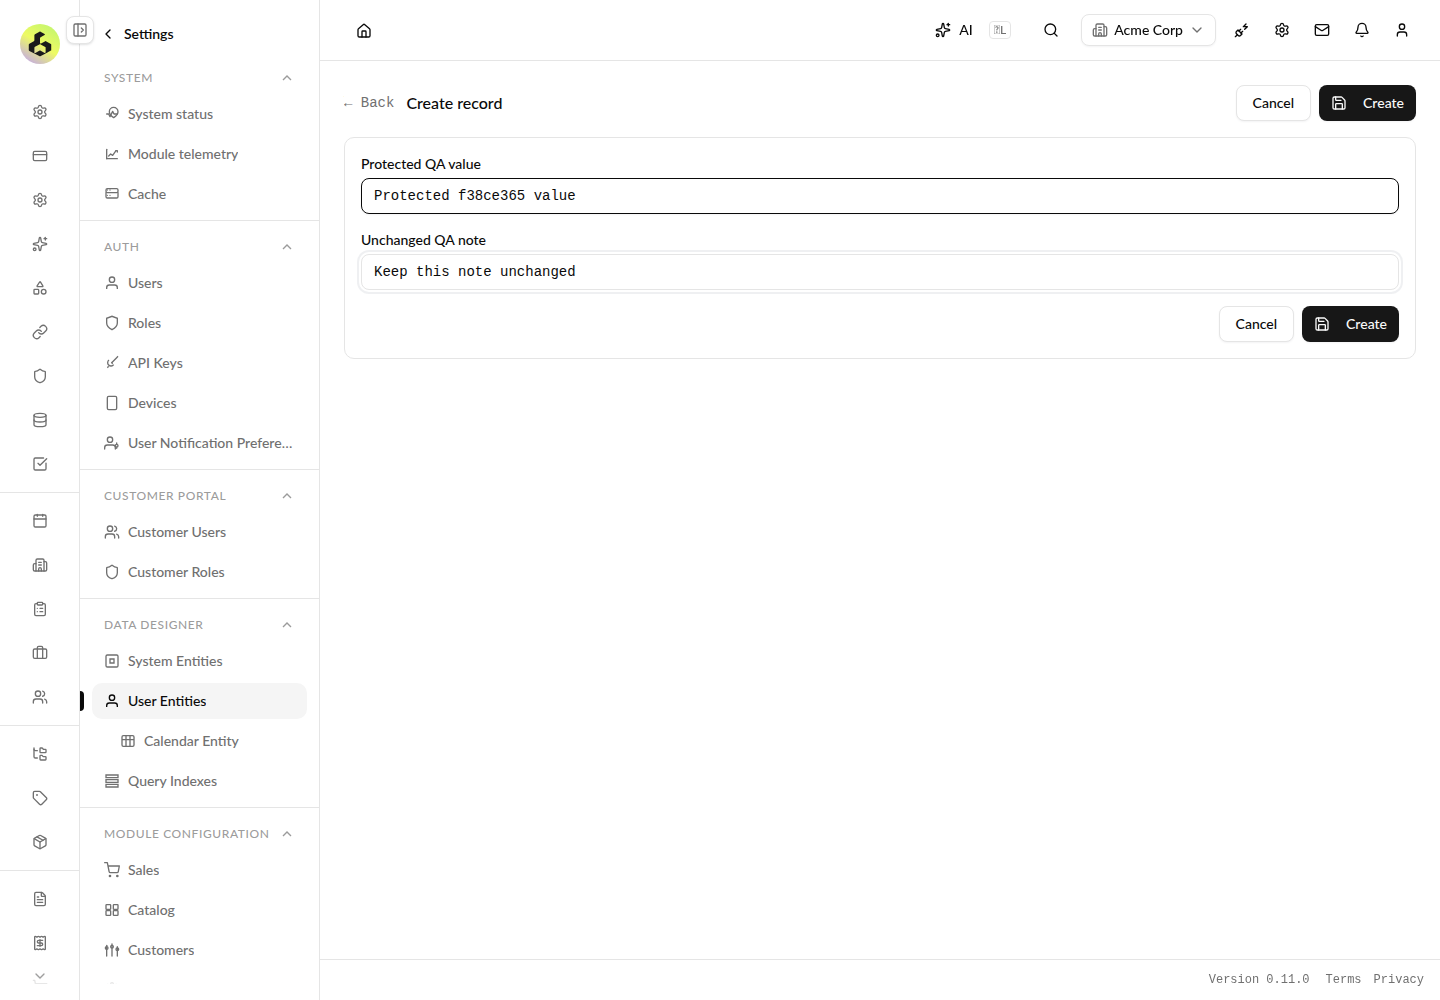 Settings
SYSTEM
System status
Module telemetry
Cache
AUTH
Users
Roles
API Keys
Devices
User Notification Prefere...
CUSTOMER PORTAL
Customer Users
Customer Roles
DATA DESIGNER
System Entities
User Entities
Calendar Entity
Query Indexes
MODULE CONFIGURATION
Sales
Catalog
Customers
AI
L
Acme Corp
← Back Create record
Cancel
Create
Protected QA value
Protected f38ce365 value
Unchanged QA note
Keep this note unchanged
Cancel
Create
Version 0.11.0 Terms Privacy